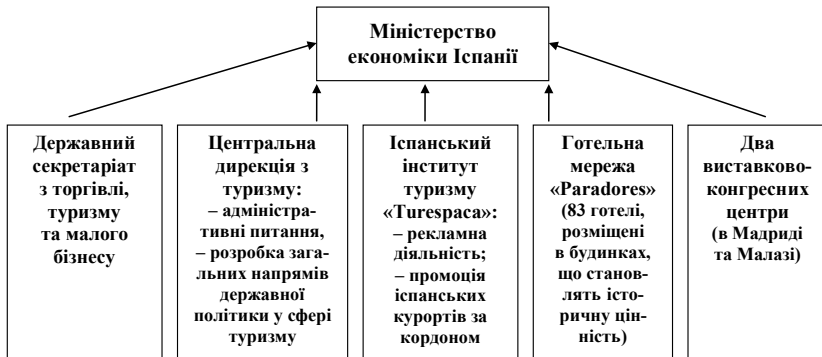 Міністерство
економіки Іспанії
Державний
секретаріат
з торгівлі,
туризму
та малого
бізнесу
Центральна
дирекція з
туризму:
– адміністра-
тивні питання,
– розробка зага-
льних напрямів
державної
політики у сфері
туризму
Іспанський
інститут
туризму
«Turespaca»:
– рекламна
діяльність;
– промоція
іспанських
курортів за
кордоном
Готельна
мережа
«Paradores»
(83 готелі,
розміщені
в будинках,
що станов-
лять істо-
ричну цін-
ність)
Два
виставково-
конгресних
центри
(в Мадриді
та Малазі)